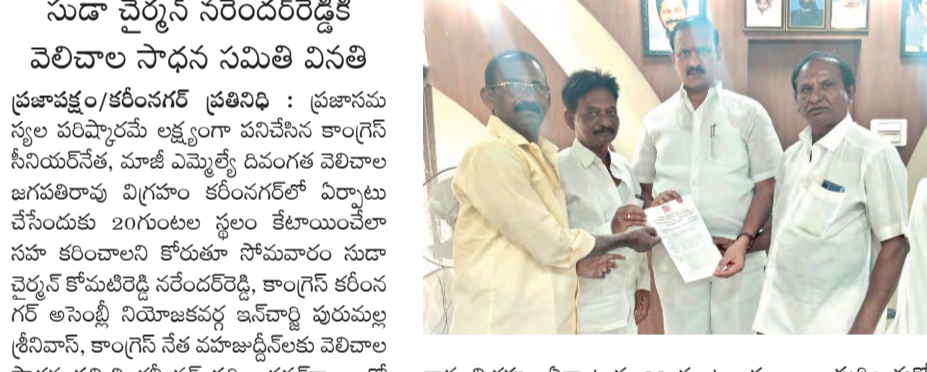 సుడా చైర్మన్ నరేందర్‌రెడ్డికి
వెలిచాల సాధన సమితి వినతి
ప్రజాపక్షం/కరీంనగర్ ప్రతినిధి : ప్రజాసమ
స్యల పరిష్కారమే లక్ష్యంగా పనిచేసిన కాంగ్రెస్
సీనియర్‌నేత, మాజీ ఎమ్మెల్యే దివంగత వెలిచాల
జగపతిరావు విగ్రహం కరీంనగర్‌లో ఏర్పాటు
చేసేందుకు 20గుంటల స్థలం కేటాయించేలా
సహ కరించాలని కోరుతూ సోమవారం సుడా
చైర్మన్ కోమటిరెడ్డి నరేందర్‌రెడ్డి, కాంగ్రెస్ కరీంన
గర్ అసెంబ్లీ నియోజకవర్గ ఇన్‌చార్జి పురుమల్ల
శ్రీనివాస్, కాంగ్రెస్ నేత వహజుద్దీన్‌లకు వెలిచాల